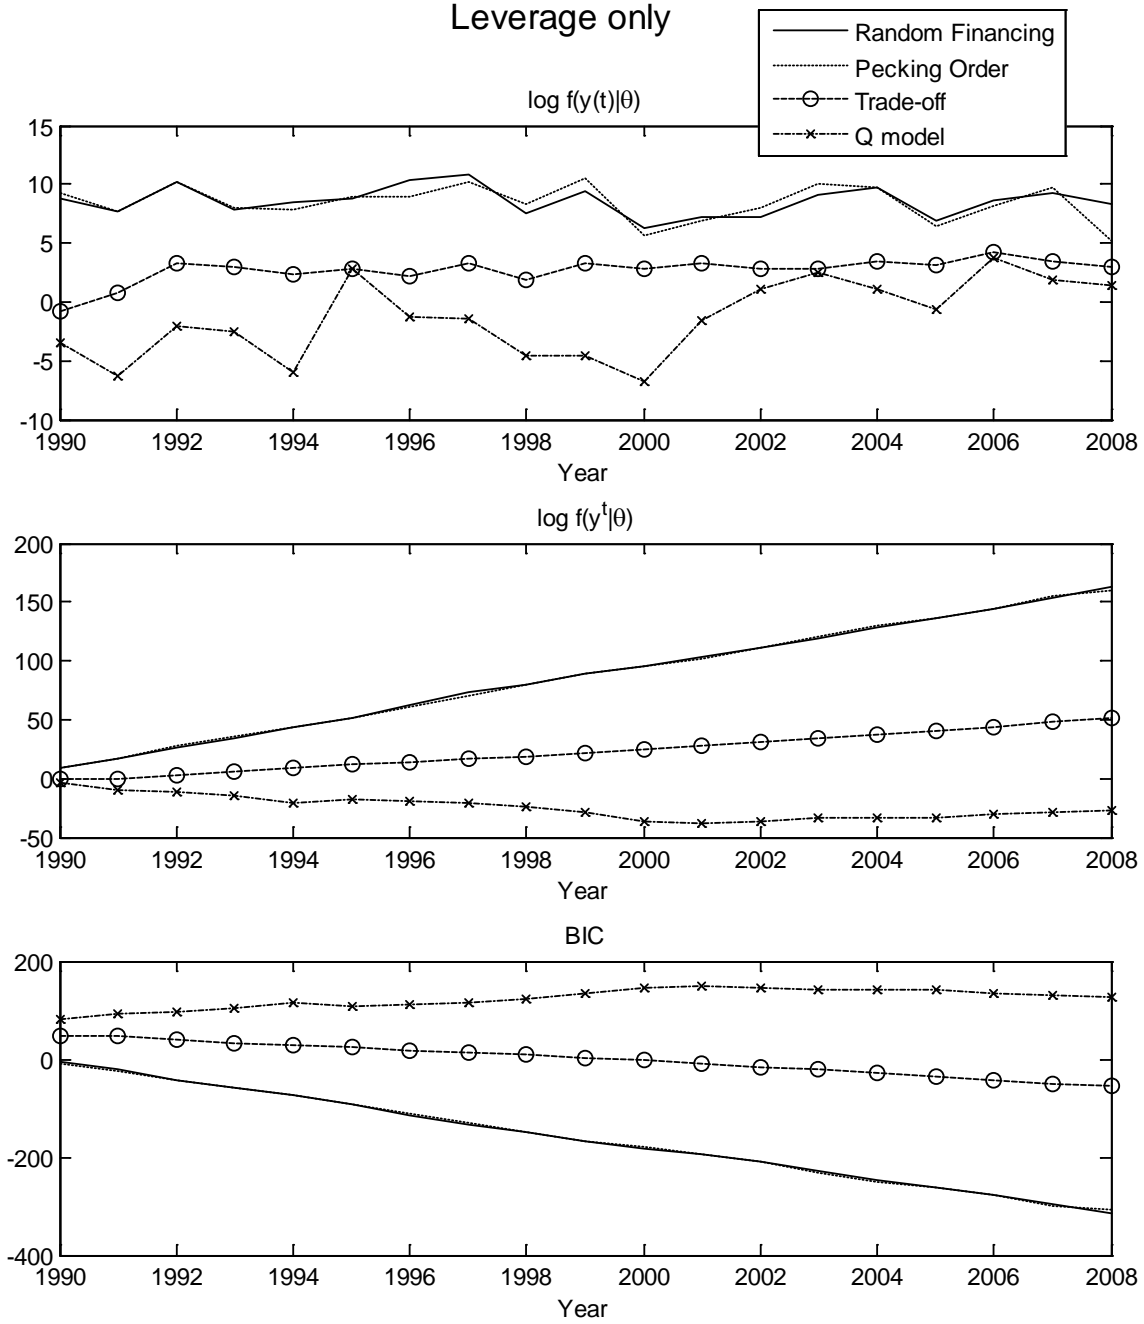 Leverage only
Random Financing
Pecking Order
Trade-off
Q model
log f(y(t)|θ)
15
10
5
0
-5
-10
1990 1992 1994 1996 1998 2000 2002 2004 2006 2008
Year
log f(y^t|θ)
200
150
100
50
0
-50
1990 1992 1994 1996 1998 2000 2002 2004 2006 2008
Year
BIC
200
0
-200
-400
1990 1992 1994 1996 1998 2000 2002 2004 2006 2008
Year